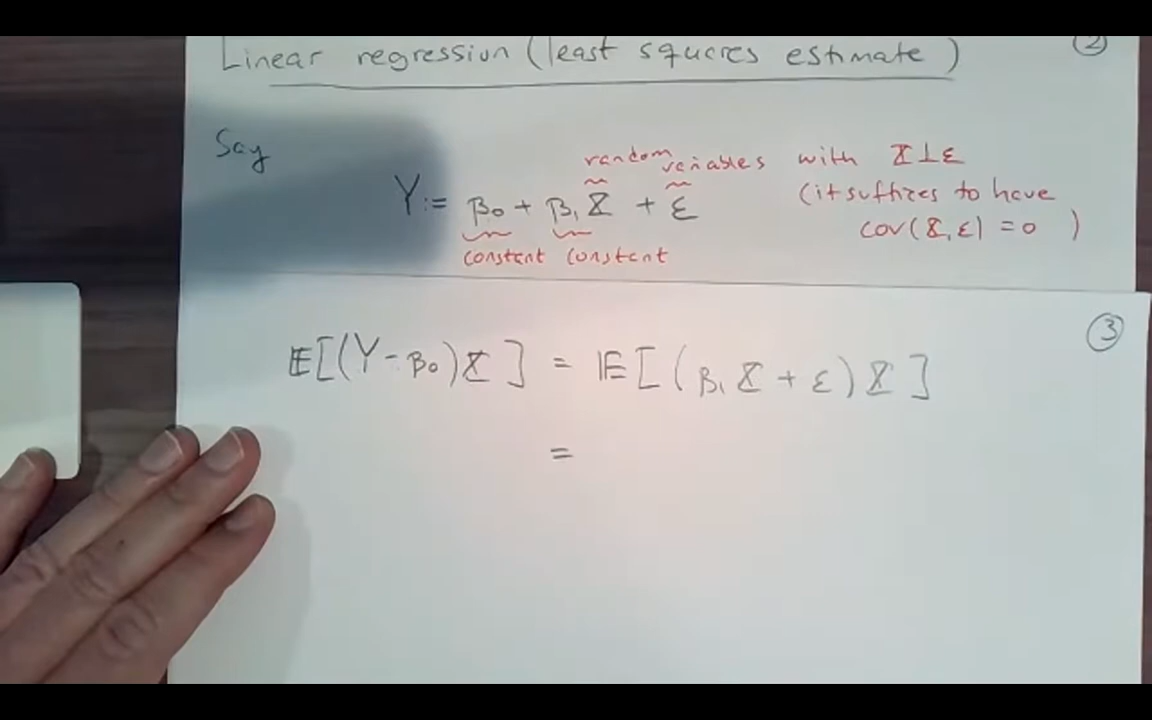 Linear regression (least squares estimate)
②
Say
random variables with X⊥ε
Y:= β₀ + β₁ X + ε
(it suffizes to have
cov(X,ε) = 0 )
constant constant
③
𝔼[(Y-β₀)X] = 𝔼[(β₁X + ε)X]
=